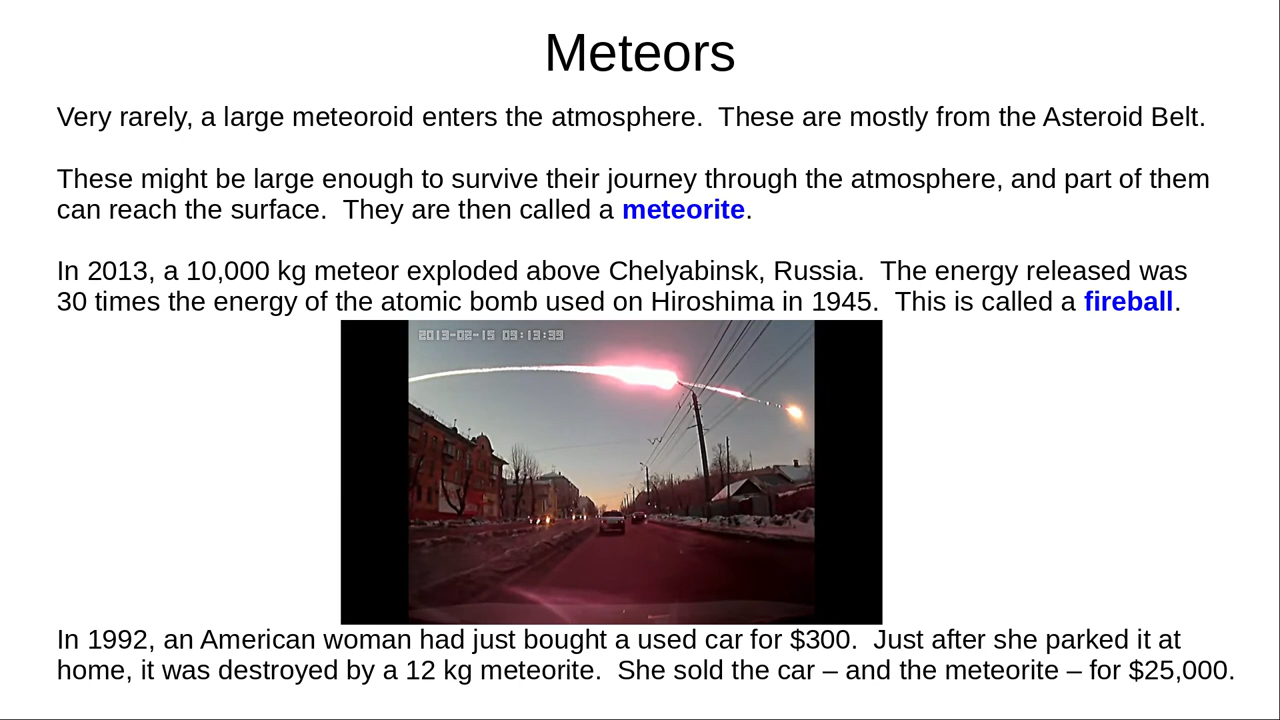 Meteors
Very rarely, a large meteoroid enters the atmosphere.  These are mostly from the Asteroid Belt.
These might be large enough to survive their journey through the atmosphere, and part of them
can reach the surface.  They are then called a meteorite.
In 2013, a 10,000 kg meteor exploded above Chelyabinsk, Russia.  The energy released was
30 times the energy of the atomic bomb used on Hiroshima in 1945.  This is called a fireball.
2013-02-15 09:13:39
In 1992, an American woman had just bought a used car for $300.  Just after she parked it at
home, it was destroyed by a 12 kg meteorite.  She sold the car – and the meteorite – for $25,000.